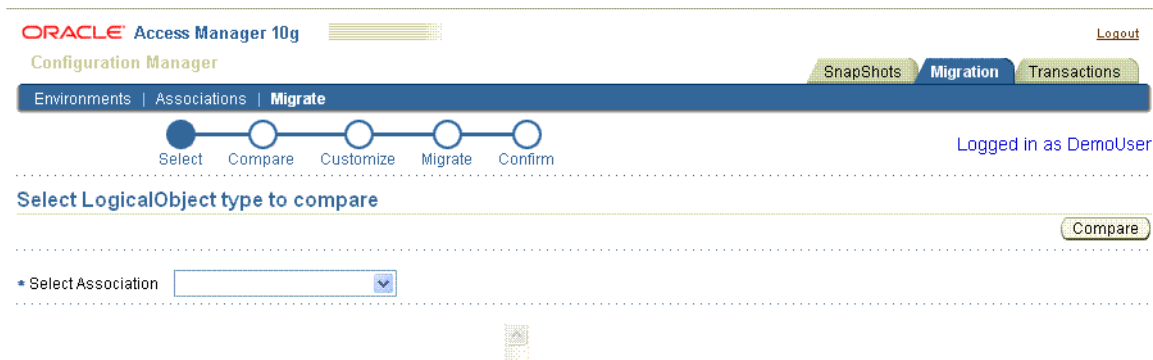 ORACLE Access Manager 10g
Logout
Configuration Manager
SnapShots Migration Transactions
Environments | Associations | Migrate
Select Compare Customize Migrate Confirm
Logged in as DemoUser
Select LogicalObject type to compare
Compare
* Select Association